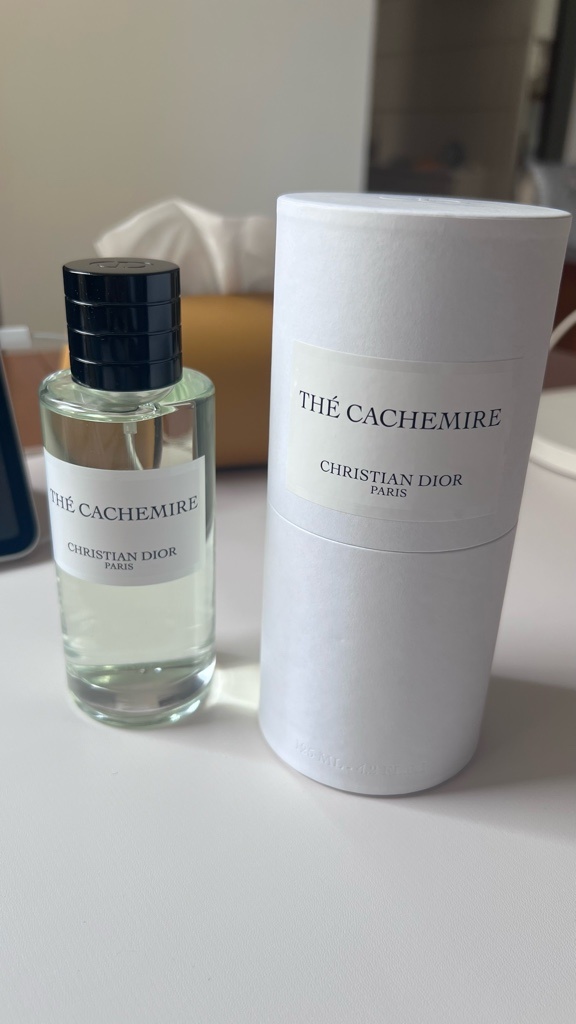 THÉ CACHEMIRE
CHRISTIAN DIOR
PARIS
THÉ CACHEMIRE
CHRISTIAN DIOR
PARIS